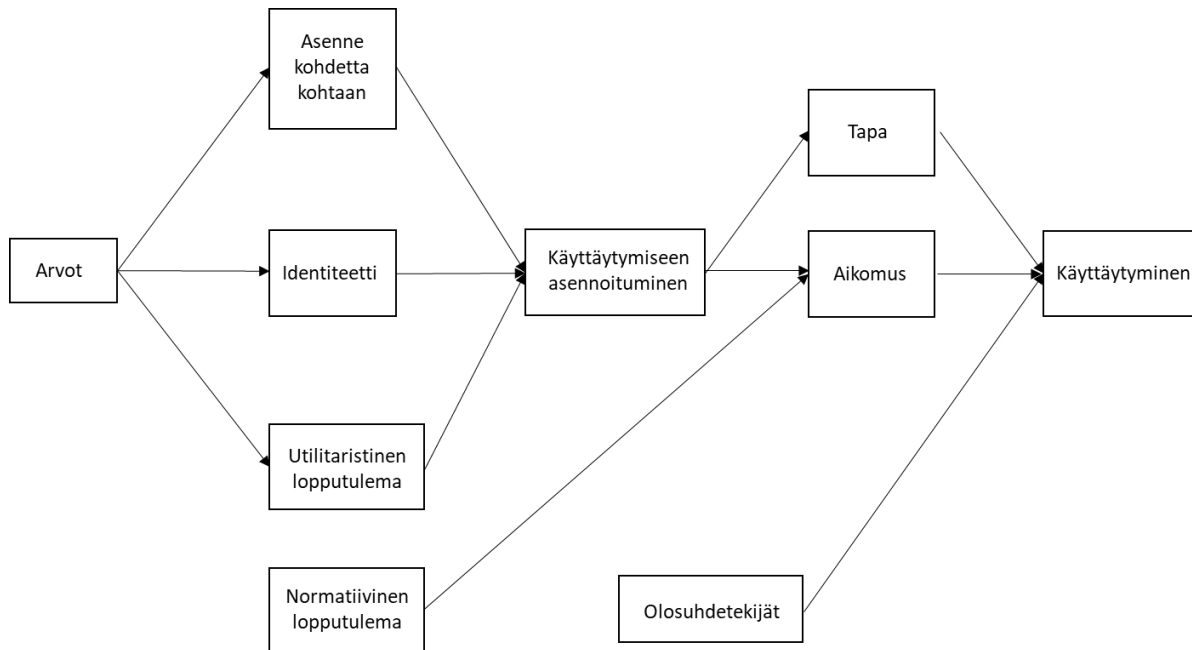 Asenne
kohdetta
kohtaan
Tapa
Arvot
Identiteetti
Käyttäytymiseen
asennoituminen
Aikomus
Käyttäytyminen
Utilitaristinen
lopputulema
Normatiivinen
lopputulema
Olosuhdetekijät